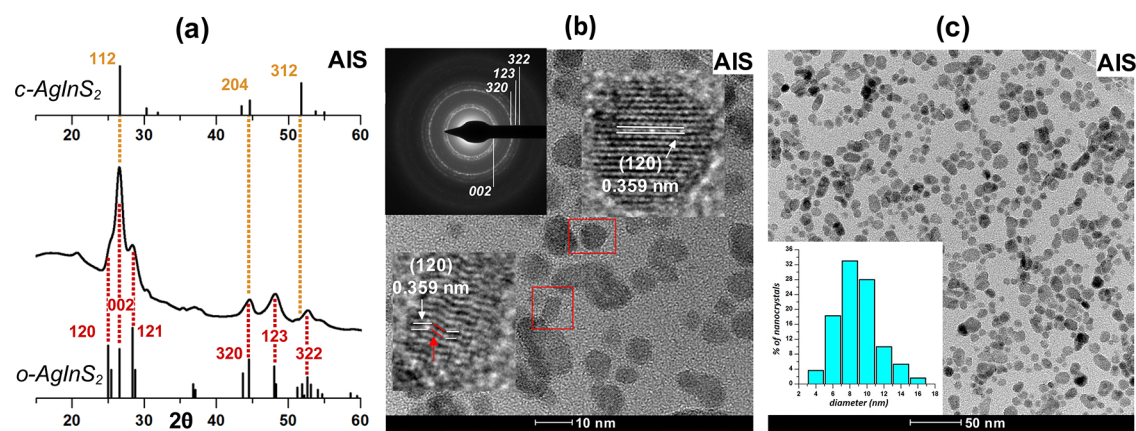 (a)
AIS
112
204
312
c-AgInS2
20 30 40 50 60
120
002
121
320
123
322
o-AgInS2
20 30 40 50 60
2θ
(b)
AIS
322
123
320
002
(120)
0.359 nm
(120)
0.359 nm
10 nm
(c)
AIS
36
32
28
24
20
16
12
8
4
0
% of nanocrystals
2 4 6 8 10 12 14 16 18
diameter (nm)
50 nm